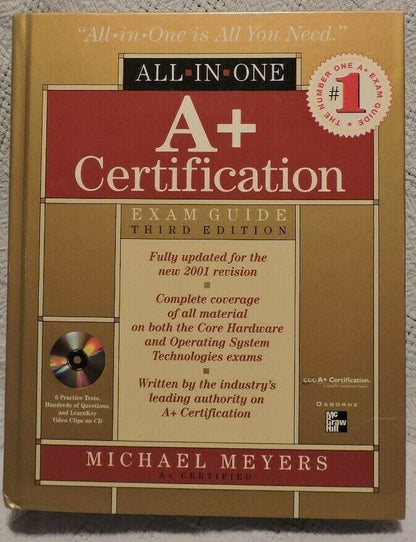 "All-in-One is All You Need."
ALL·IN·ONE
THE NUMBER ONE A+ EXAM GUIDE
#1
A+
Certification
EXAM GUIDE
THIRD EDITION
Fully updated for the
new 2001 revision
Complete coverage
of all material
on both the Core Hardware
and Operating System
Technologies exams
Written by the industry's
leading authority on
A+ Certification
6 Practice Tests,
Hundreds of Questions,
and LearnKey
Video Clips on CD
A+ Certification
OSBORNE
Mc
Graw
Hill
MICHAEL MEYERS
A+ CERTIFIED